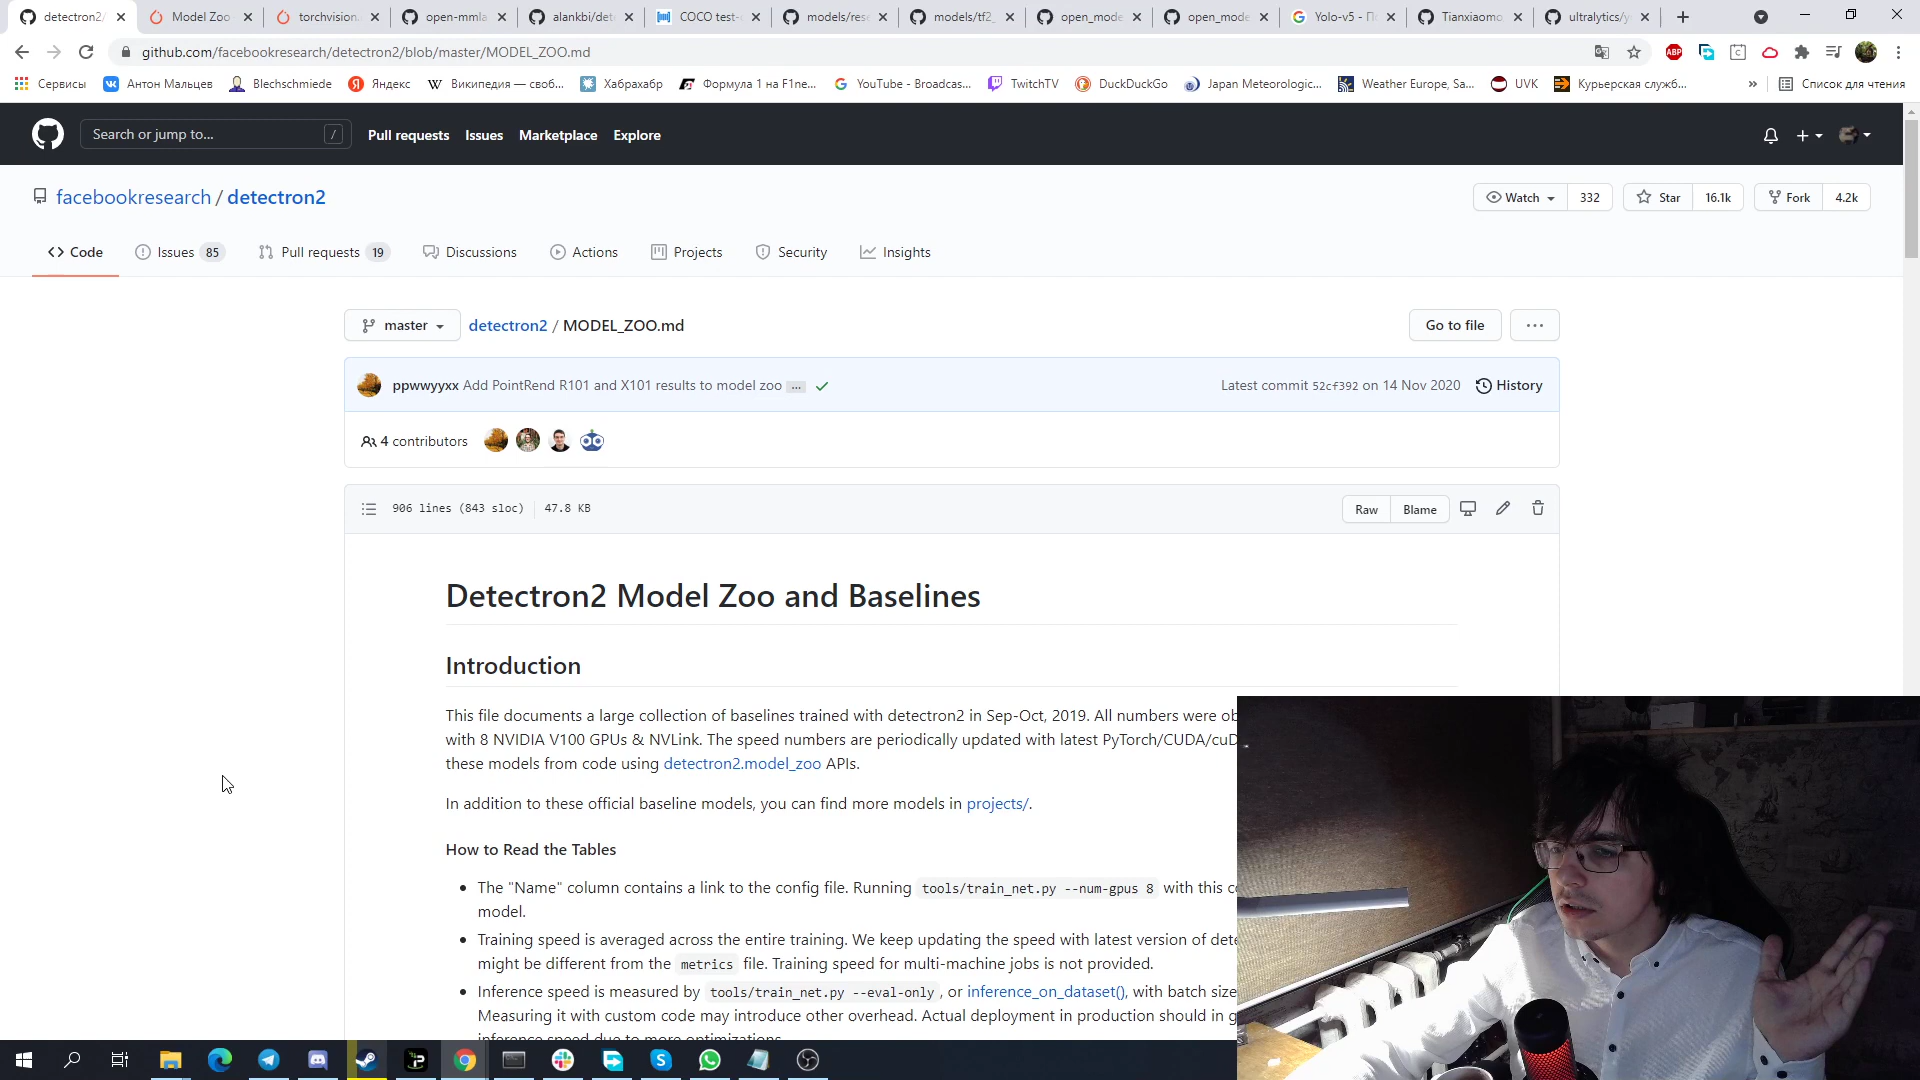 detectron2/
Model Zoo
torchvision.
open-mmla
alankbi/det
COCO test-
models/rese
models/tf2_
open_mode
open_mode
Yolo-v5 - П
Tianxiaomo
ultralytics/y
github.com/facebookresearch/detectron2/blob/master/MODEL_ZOO.md
ABP
Сервисы
Антон Мальцев
Blechschmiede
Яндекс
Википедия — своб...
Хабрахабр
Формула 1 на F1ne...
YouTube - Broadcas...
TwitchTV
DuckDuckGo
Japan Meteorologic...
Weather Europe, Sa...
UVK
Курьерская служб...
»
Список для чтения
Search or jump to...
/
Pull requests
Issues
Marketplace
Explore
facebookresearch / detectron2
Watch
332
Star
16.1k
Fork
4.2k
Code
Issues 85
Pull requests 19
Discussions
Actions
Projects
Security
Insights
master
detectron2 / MODEL_ZOO.md
Go to file
...
ppwwyyxx Add PointRend R101 and X101 results to model zoo ...
Latest commit 52cf392 on 14 Nov 2020
History
4 contributors
906 lines (843 sloc)
47.8 KB
Raw
Blame
Detectron2 Model Zoo and Baselines
Introduction
This file documents a large collection of baselines trained with detectron2 in Sep-Oct, 2019. All numbers were ob
with 8 NVIDIA V100 GPUs & NVLink. The speed numbers are periodically updated with latest PyTorch/CUDA/cuD
these models from code using detectron2.model_zoo APIs.
In addition to these official baseline models, you can find more models in projects/.
How to Read the Tables
• The "Name" column contains a link to the config file. Running tools/train_net.py --num-gpus 8 with this co
model.
• Training speed is averaged across the entire training. We keep updating the speed with latest version of dete
might be different from the metrics file. Training speed for multi-machine jobs is not provided.
• Inference speed is measured by tools/train_net.py --eval-only , or inference_on_dataset(), with batch size
Measuring it with custom code may introduce other overhead. Actual deployment in production should in g
inference speed due to more optimizations.